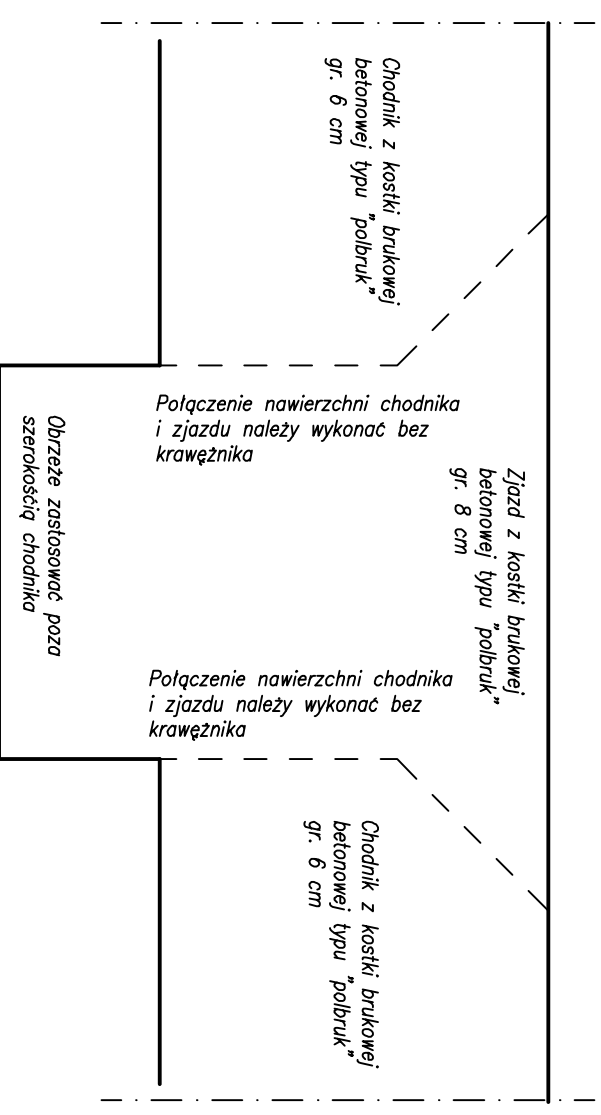 Chodnik z kostki brukowej
betonowej typu "polbruk"
gr. 6 cm
Połączenie nawierzchni chodnika
i zjazdu należy wykonać bez
krawężnika
Zjazd z kostki brukowej
betonowej typu "polbruk"
gr. 8 cm
Obrzeże zastosować poza
szerokośćią chodnika
Połączenie nawierzchni chodnika
i zjazdu należy wykonać bez
krawężnika
Chodnik z kostki brukowej
betonowej typu "polbruk"
gr. 6 cm